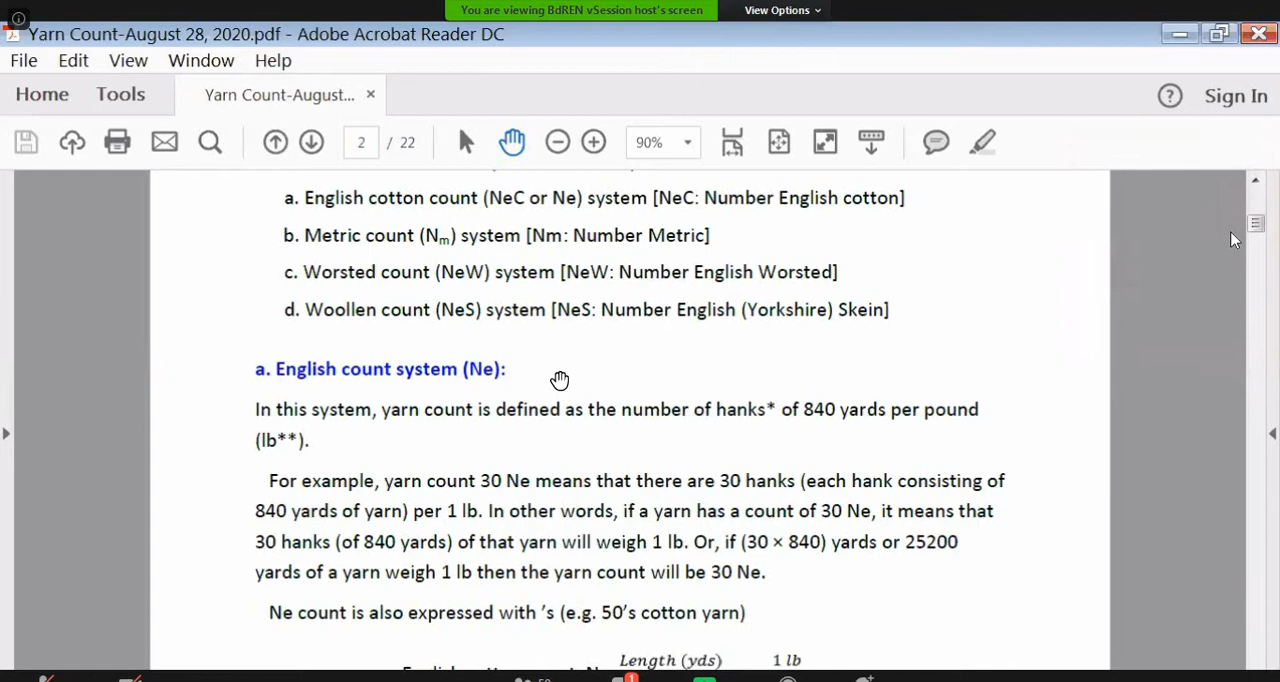 You are viewing BdREN vSession host's screen
View Options
Yarn Count-August 28, 2020.pdf - Adobe Acrobat Reader DC
File Edit View Window Help
Home Tools Yarn Count-August... × Sign In
2 / 22 90%
a. English cotton count (NeC or Ne) system [NeC: Number English cotton]
b. Metric count (Nm) system [Nm: Number Metric]
c. Worsted count (NeW) system [NeW: Number English Worsted]
d. Woollen count (NeS) system [NeS: Number English (Yorkshire) Skein]
a. English count system (Ne):
In this system, yarn count is defined as the number of hanks* of 840 yards per pound
(lb**).
For example, yarn count 30 Ne means that there are 30 hanks (each hank consisting of
840 yards of yarn) per 1 lb. In other words, if a yarn has a count of 30 Ne, it means that
30 hanks (of 840 yards) of that yarn will weigh 1 lb. Or, if (30 × 840) yards or 25200
yards of a yarn weigh 1 lb then the yarn count will be 30 Ne.
Ne count is also expressed with 's (e.g. 50's cotton yarn)
Length (yds) 1 lb
1